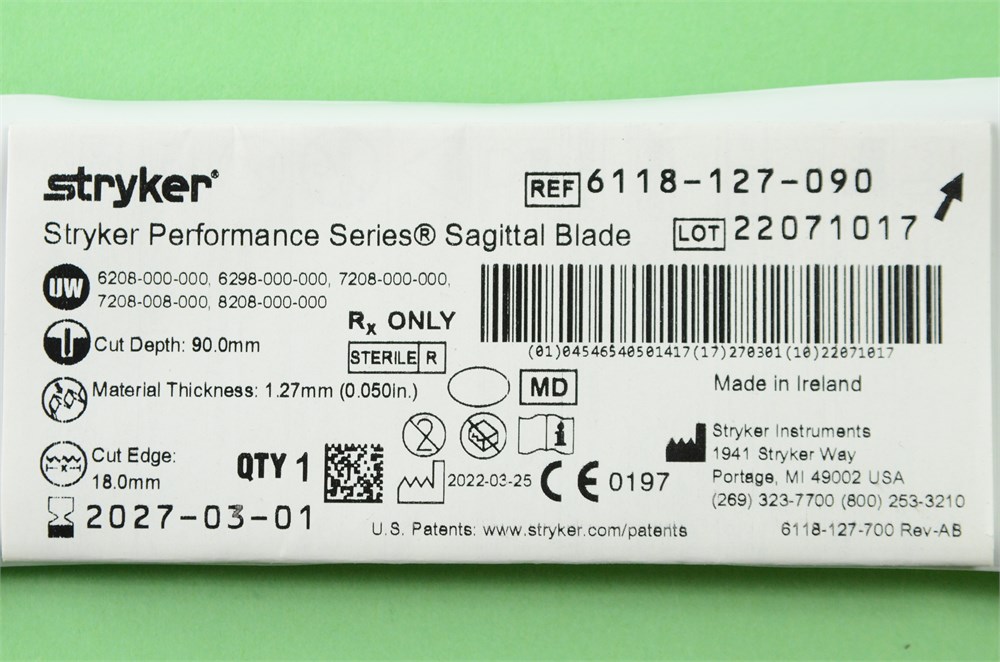 stryker®
REF 6118-127-090
Stryker Performance Series® Sagittal Blade
LOT 22071017
UW 6208-000-000, 6298-000-000, 7208-000-000,
7208-008-000, 8208-000-000
Rx ONLY
(01)04546540501417(17)270301(10)22071017
Cut Depth: 90.0mm
STERILE R
Material Thickness: 1.27mm (0.050in.)
MD
Made in Ireland
2
i
Stryker Instruments
1941 Stryker Way
Portage, MI 49002 USA
(269) 323-7700 (800) 253-3210
Cut Edge:
18.0mm
QTY 1
2022-03-25
CE 0197
2027-03-01
U.S. Patents: www.stryker.com/patents
6118-127-700 Rev-AB